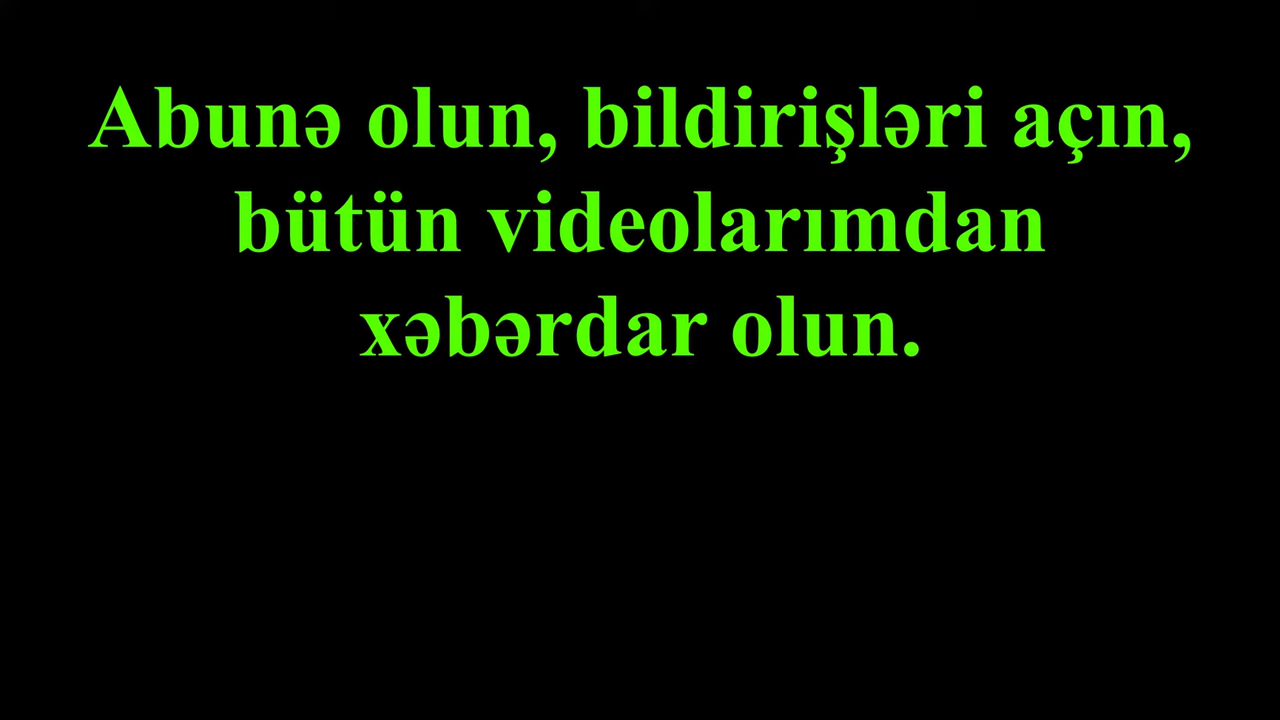 Abunə olun, bildirişləri açın,
bütün videolarımdan
xəbərdar olun.